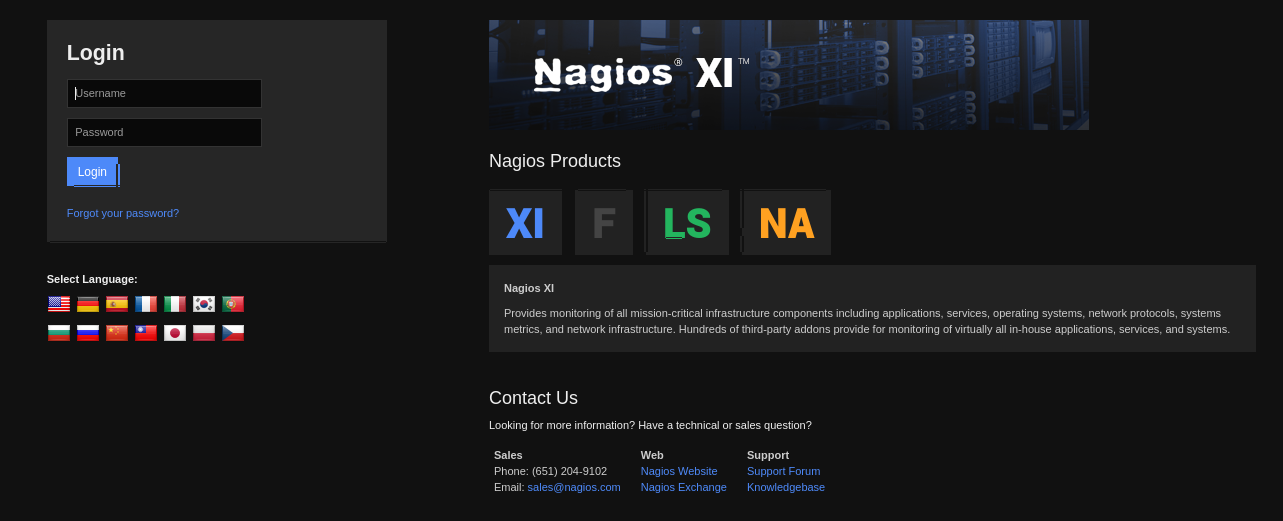 Login
Username
Password
Login
Forgot your password?
Select Language:
Nagios® XI™
Nagios Products
XI F LS NA
Nagios XI
Provides monitoring of all mission-critical infrastructure components including applications, services, operating systems, network protocols, systems
metrics, and network infrastructure. Hundreds of third-party addons provide for monitoring of virtually all in-house applications, services, and systems.
Contact Us
Looking for more information? Have a technical or sales question?
Sales Web Support
Phone: (651) 204-9102 Nagios Website Support Forum
Email: sales@nagios.com Nagios Exchange Knowledgebase